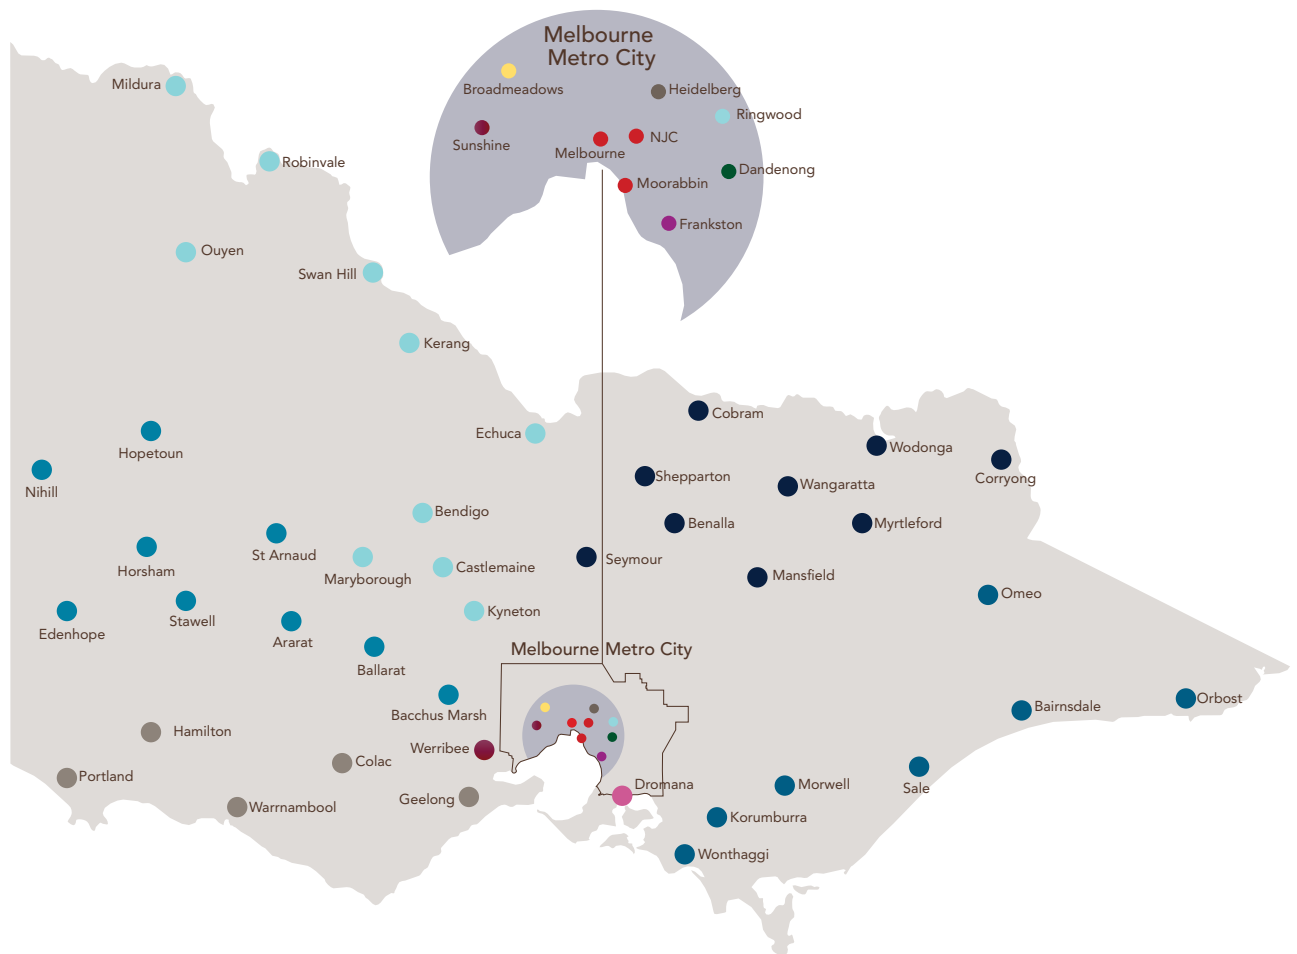 Melbourne
Metro City
Broadmeadows
Heidelberg
Ringwood
Sunshine
Melbourne
NJC
Dandenong
Moorabbin
Frankston
Mildura
Robinvale
Ouyen
Swan Hill
Kerang
Echuca
Cobram
Hopetoun
Nihill
Wodonga
Corryong
Shepparton
Wangaratta
Bendigo
Benalla
Myrtleford
St Arnaud
Horsham
Maryborough
Castlemaine
Seymour
Mansfield
Omeo
Edenhope
Stawell
Ararat
Kyneton
Ballarat
Melbourne Metro City
Bacchus Marsh
Bairnsdale
Orbost
Hamilton
Werribee
Colac
Portland
Geelong
Warrnambool
Dromana
Morwell
Sale
Korumburra
Wonthaggi